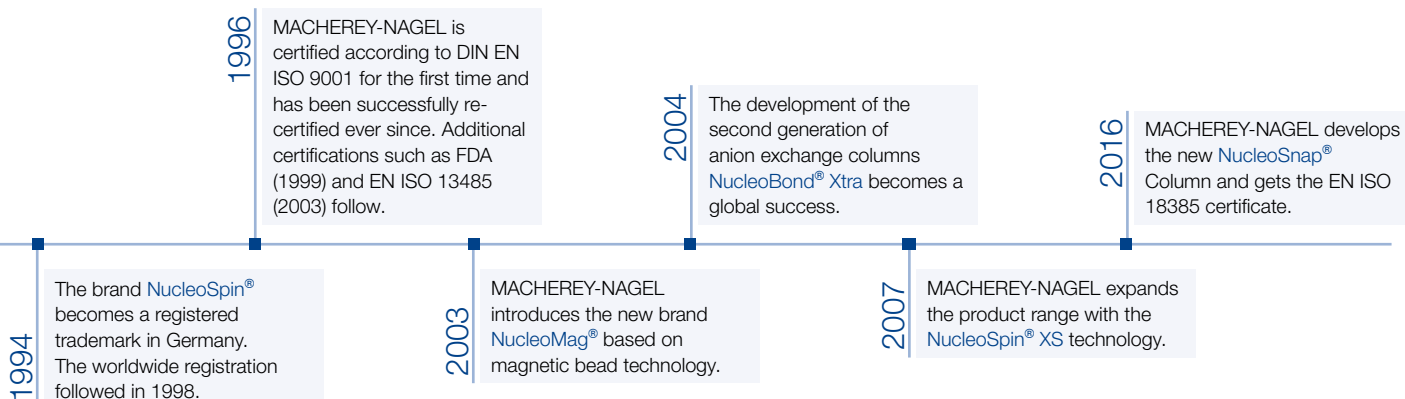 1994
The brand NucleoSpin®
becomes a registered
trademark in Germany.
The worldwide registration
followed in 1998.
1996
MACHEREY-NAGEL is
certified according to DIN EN
ISO 9001 for the first time and
has been successfully re-
certified ever since. Additional
certifications such as FDA
(1999) and EN ISO 13485
(2003) follow.
2003
MACHEREY-NAGEL
introduces the new brand
NucleoMag® based on
magnetic bead technology.
2004
The development of the
second generation of
anion exchange columns
NucleoBond® Xtra becomes a
global success.
2007
MACHEREY-NAGEL expands
the product range with the
NucleoSpin® XS technology.
2016
MACHEREY-NAGEL develops
the new NucleoSnap®
Column and gets the EN ISO
18385 certificate.